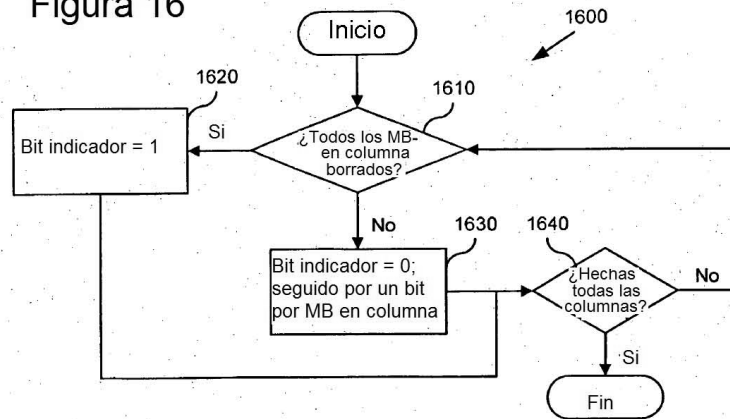 Figura 16
Inicio
1600
1620
1610
Bit indicador = 1
Si
¿Todos los MB-
en columna
borrados?
No
1630
1640
Bit indicador = 0;
seguido por un bit
por MB en columna
¿Hechas
todas las
columnas?
No
Si
Fin